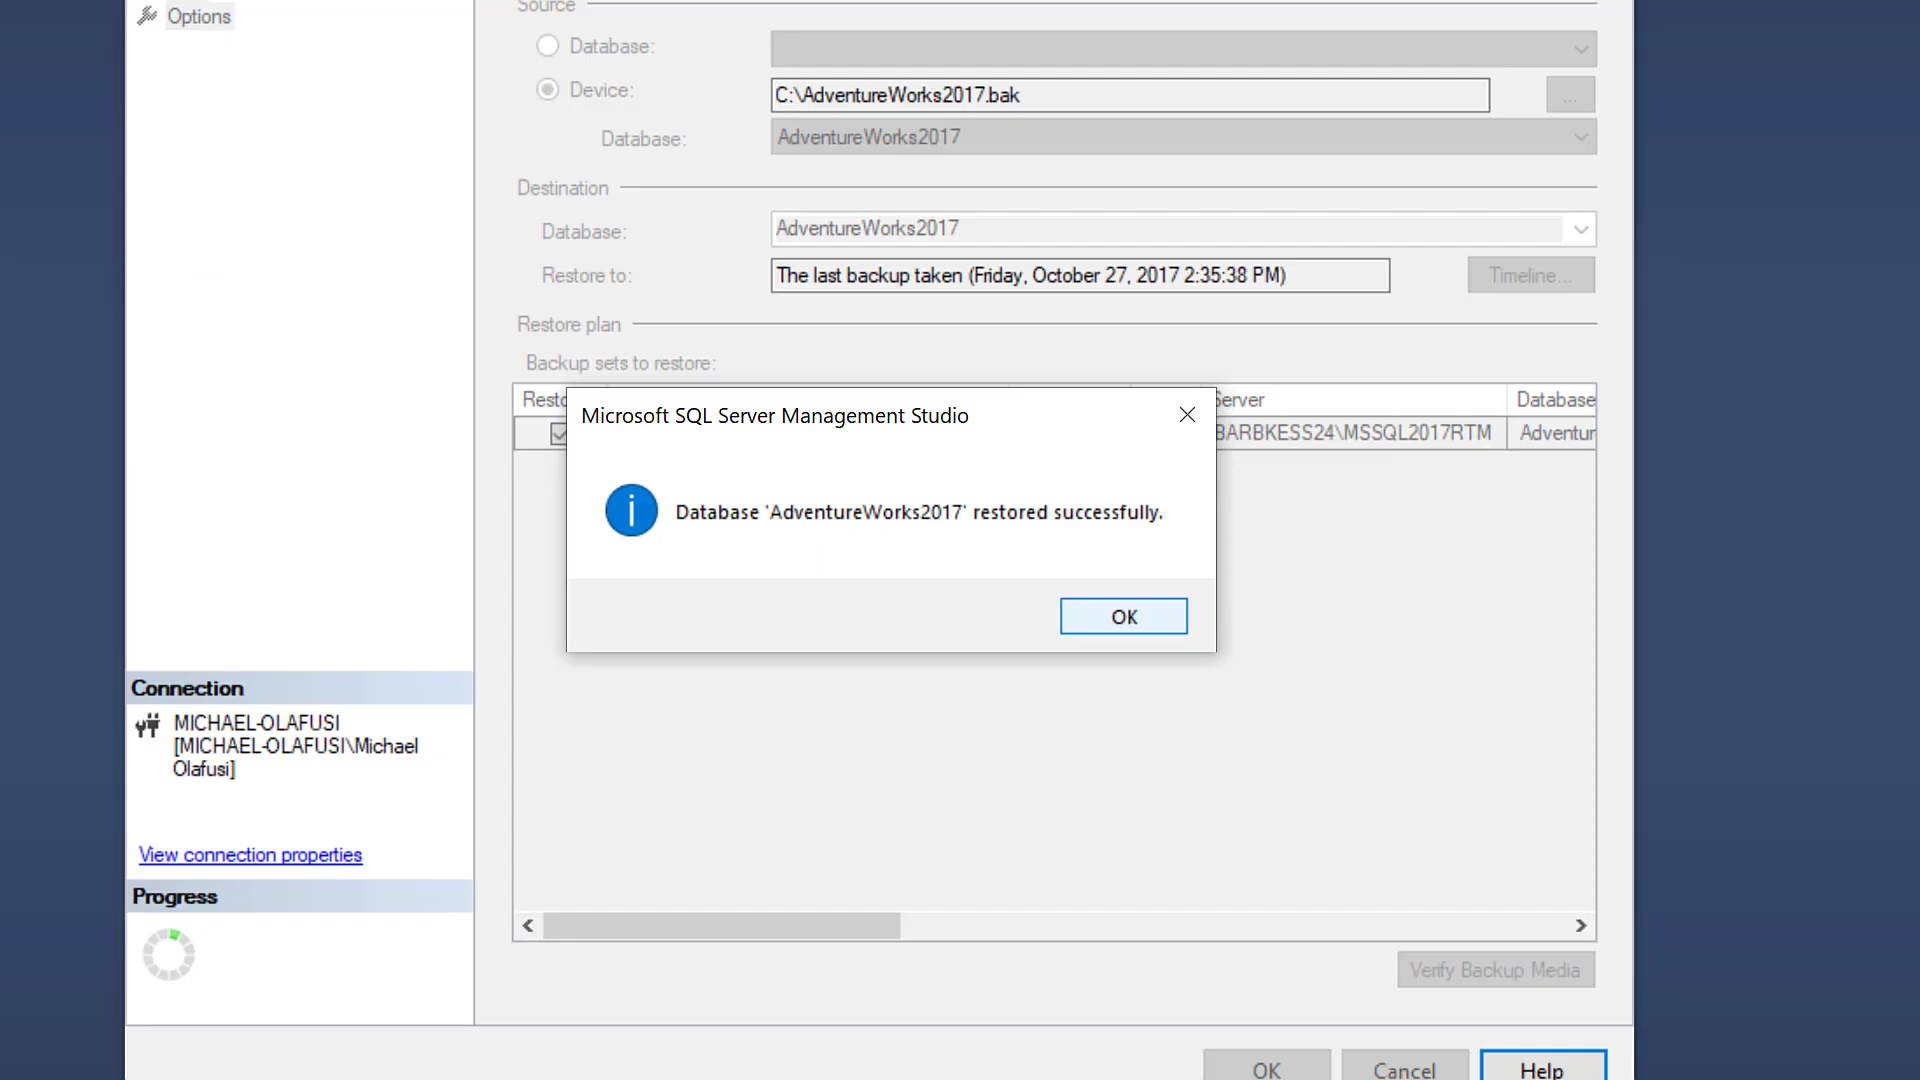 Options
Source
Database:
Device:
C:\AdventureWorks2017.bak
...
Database:
AdventureWorks2017
Destination
Database:
AdventureWorks2017
Restore to:
The last backup taken (Friday, October 27, 2017 2:35:38 PM)
Timeline...
Restore plan
Backup sets to restore:
Server
Database
BARBKESS24\MSSQL2017RTM
Microsoft SQL Server Management Studio
Database 'AdventureWorks2017' restored successfully.
OK
Connection
MICHAEL-OLAFUSI
[MICHAEL-OLAFUSI\Michael
Olafusi]
View connection properties
Progress
Verify Backup Media
OK
Cancel
Help